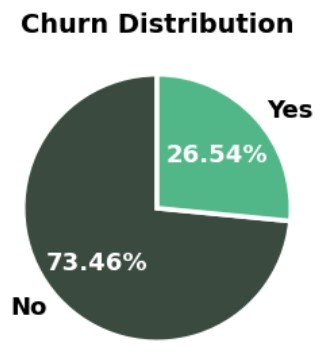 Churn Distribution
Yes
26.54%
73.46%
No